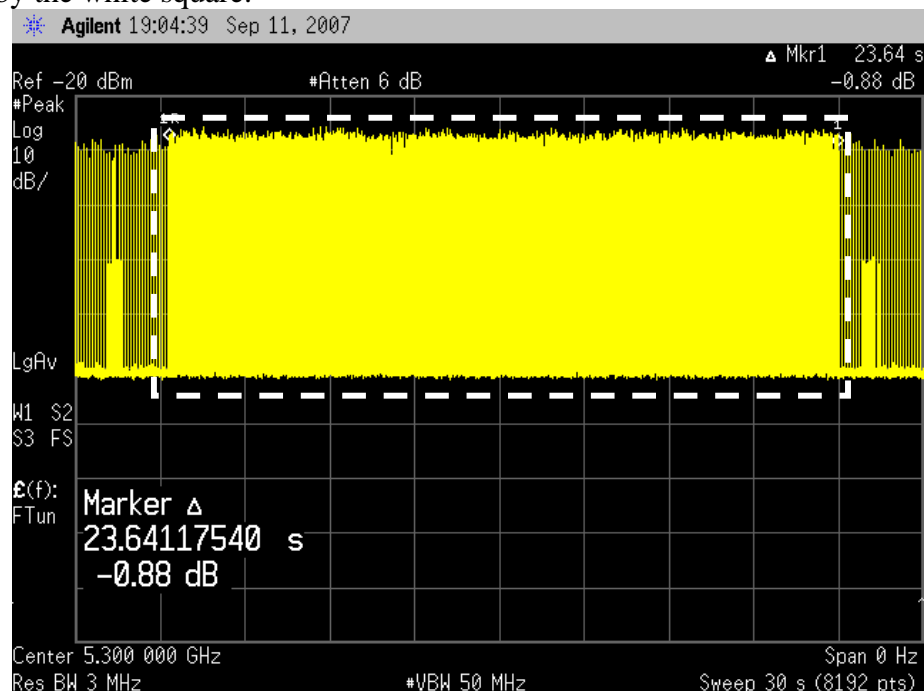 by the white square.
Agilent 19:04:39 Sep 11, 2007
Δ Mkr1 23.64 s
Ref -20 dBm #Atten 6 dB -0.88 dB
#Peak
Log
10
dB/
1R
1
LgAv
W1 S2
S3 FS
£(f):
FTun
Marker Δ
23.64117540 s
-0.88 dB
Center 5.300 000 GHz Span 0 Hz
Res BW 3 MHz #VBW 50 MHz Sweep 30 s (8192 pts)